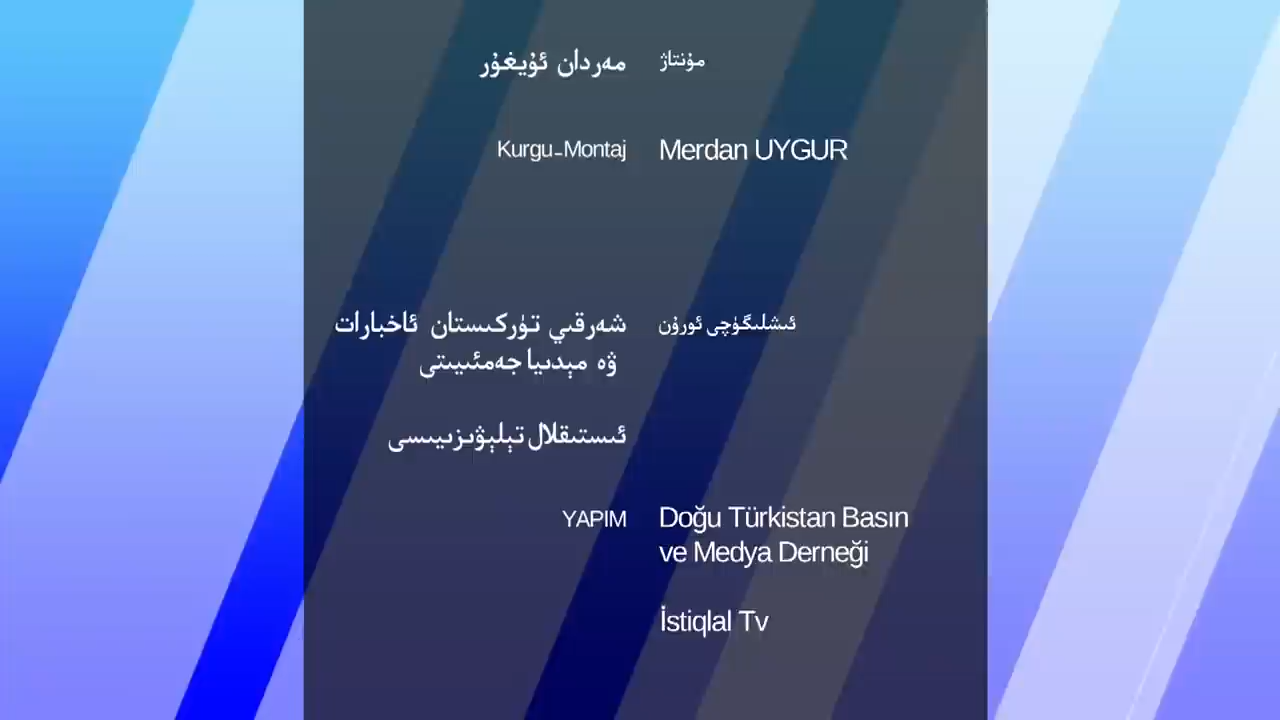 مۇنتاژ مەردان ئۇيغۇر
Kurgu-Montaj Merdan UYGUR
ئىشلىگۈچى ئورۇن شەرقىي تۈركىستان ئاخبارات
ۋە مېدىيا جەمئىيىتى
ئىستىقلال تېلېۋىزىيىسى
YAPIM Doğu Türkistan Basın
ve Medya Derneği
İstiqlal Tv